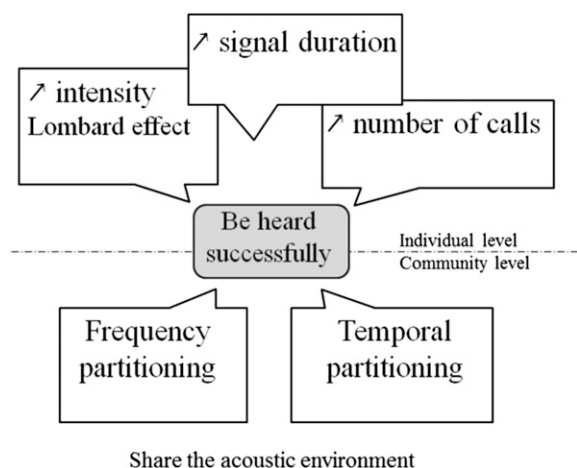 ↗ signal duration
↗ intensity
Lombard effect
↗ number of calls
Be heard
successfully
Individual level
Community level
Frequency
partitioning
Temporal
partitioning
Share the acoustic environment